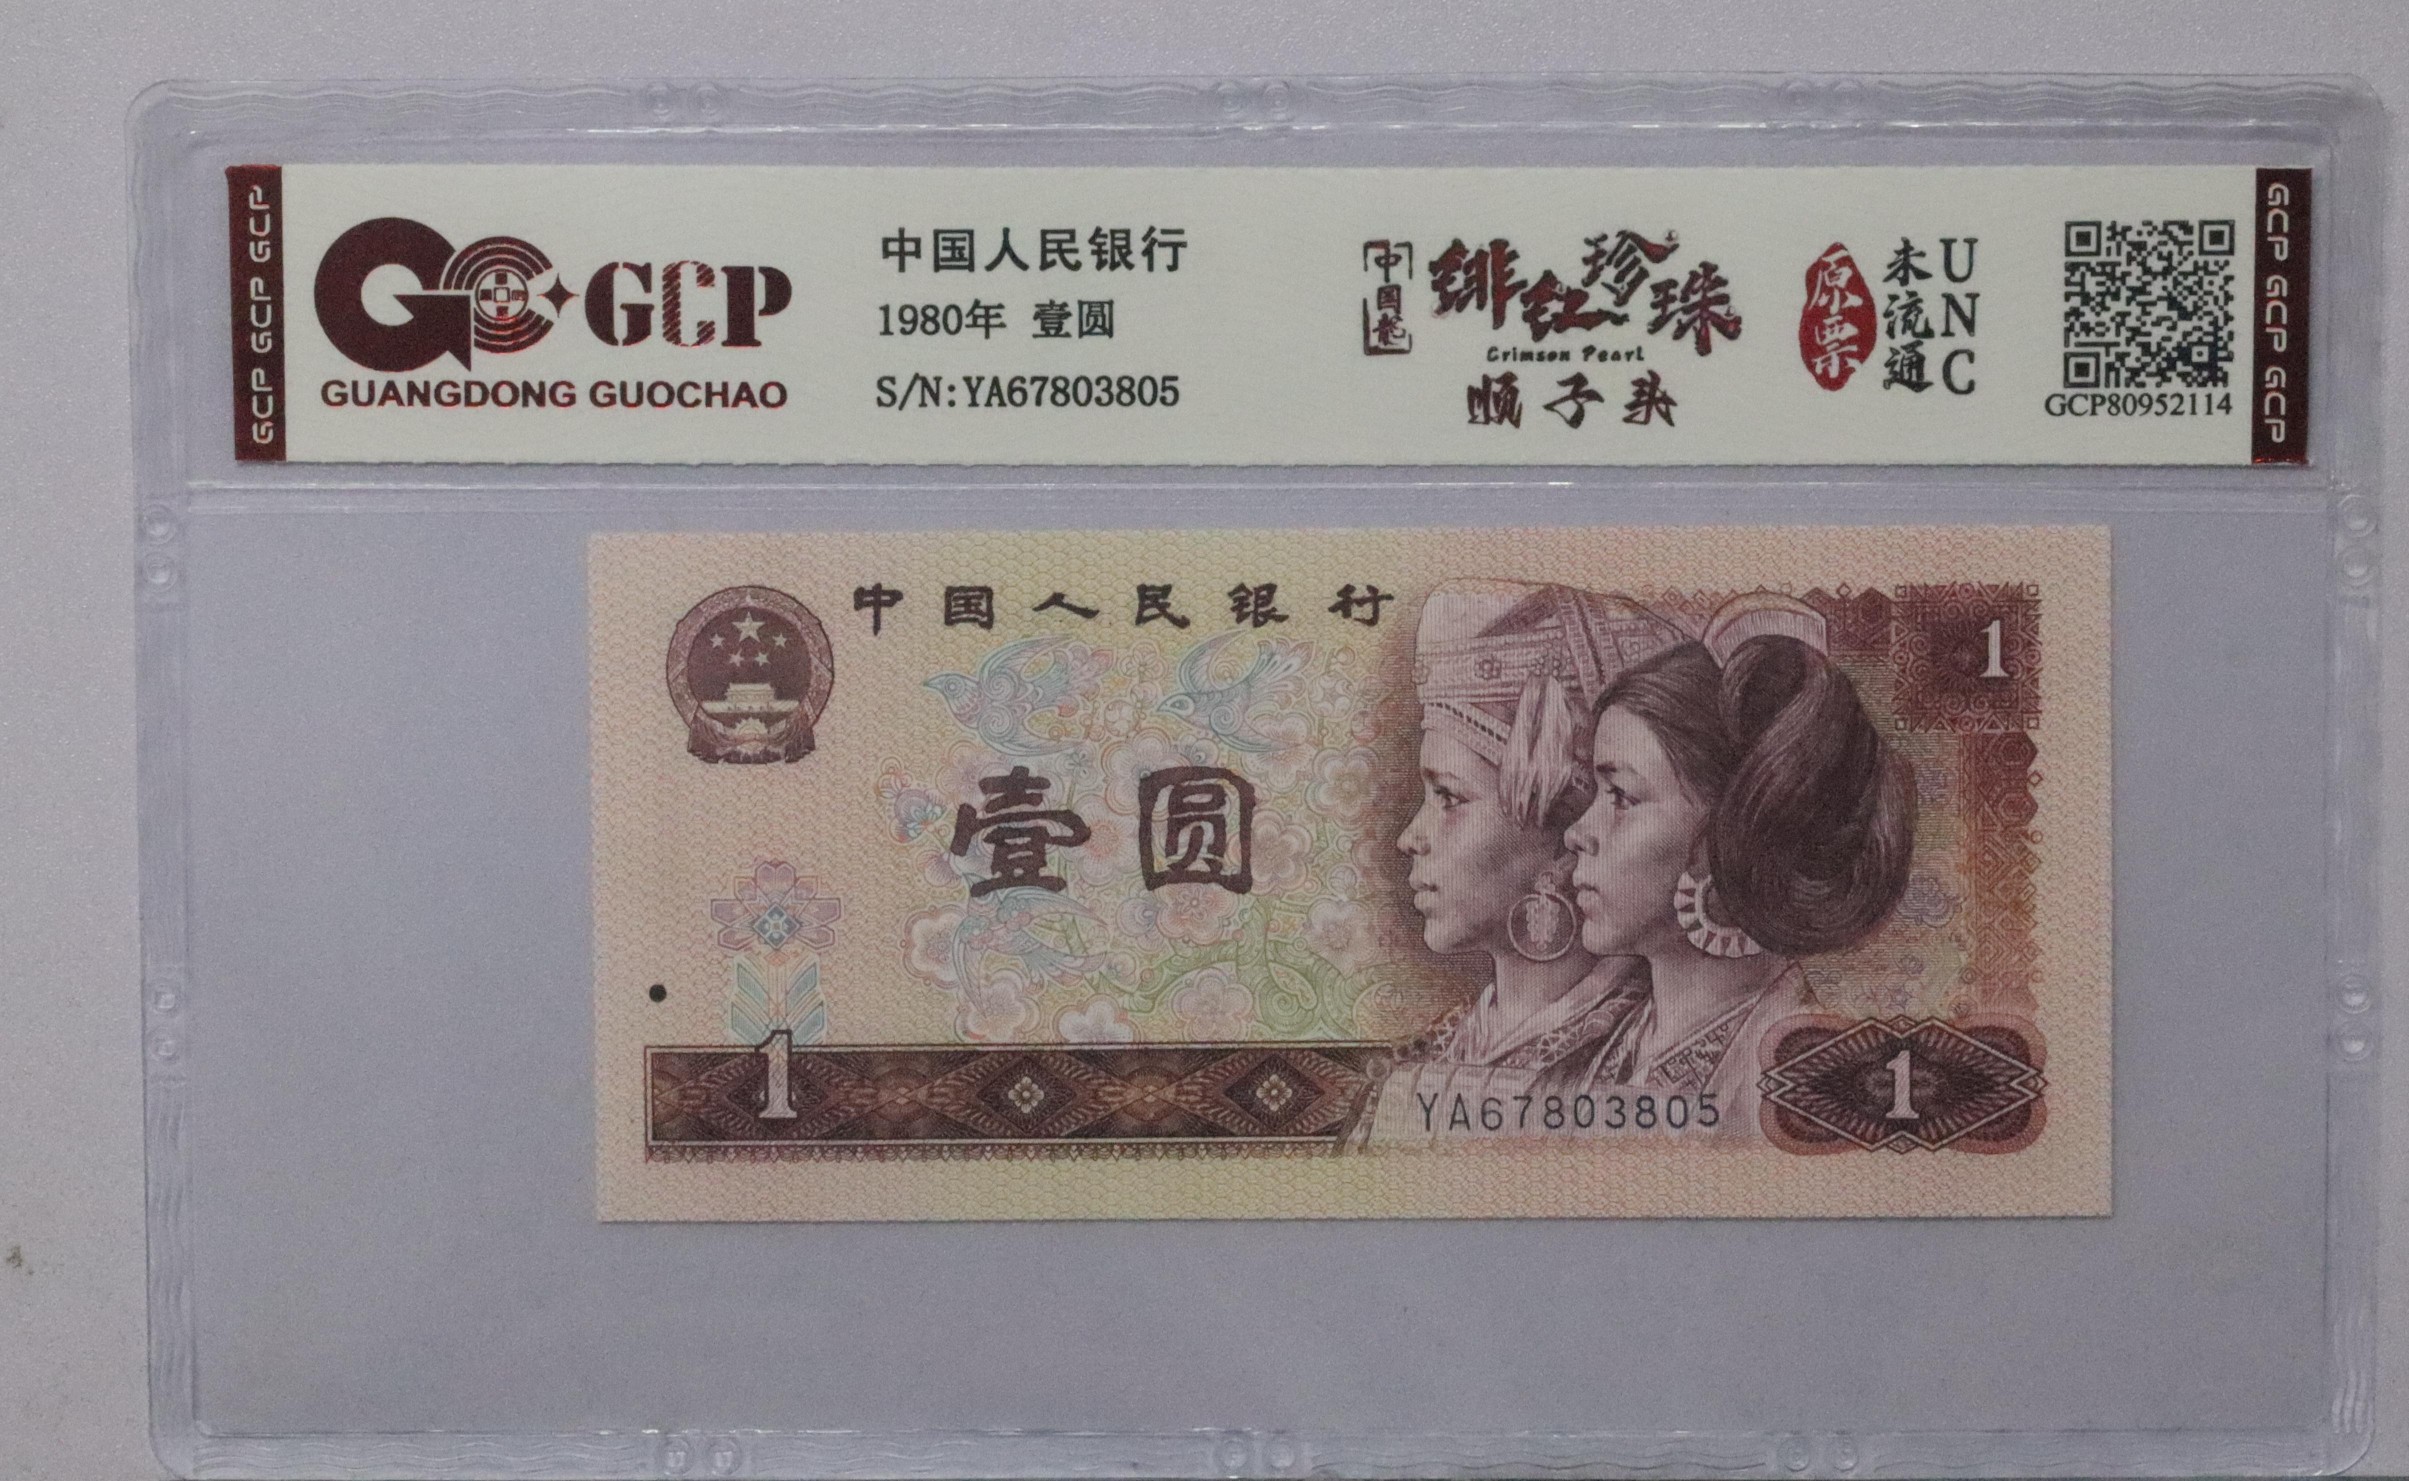 GCP GCP GCP
GCP
GUANGDONG GUOCHAO
中国人民银行
1980年 壹圆
S/N:YA67803805
中国龙
绯红珍珠
Crimson Pearl
顺子头
原票
未流通
UNC
GCP80952114
GCP GCP GCP
中国人民银行
1
壹圆
1
YA67803805
1